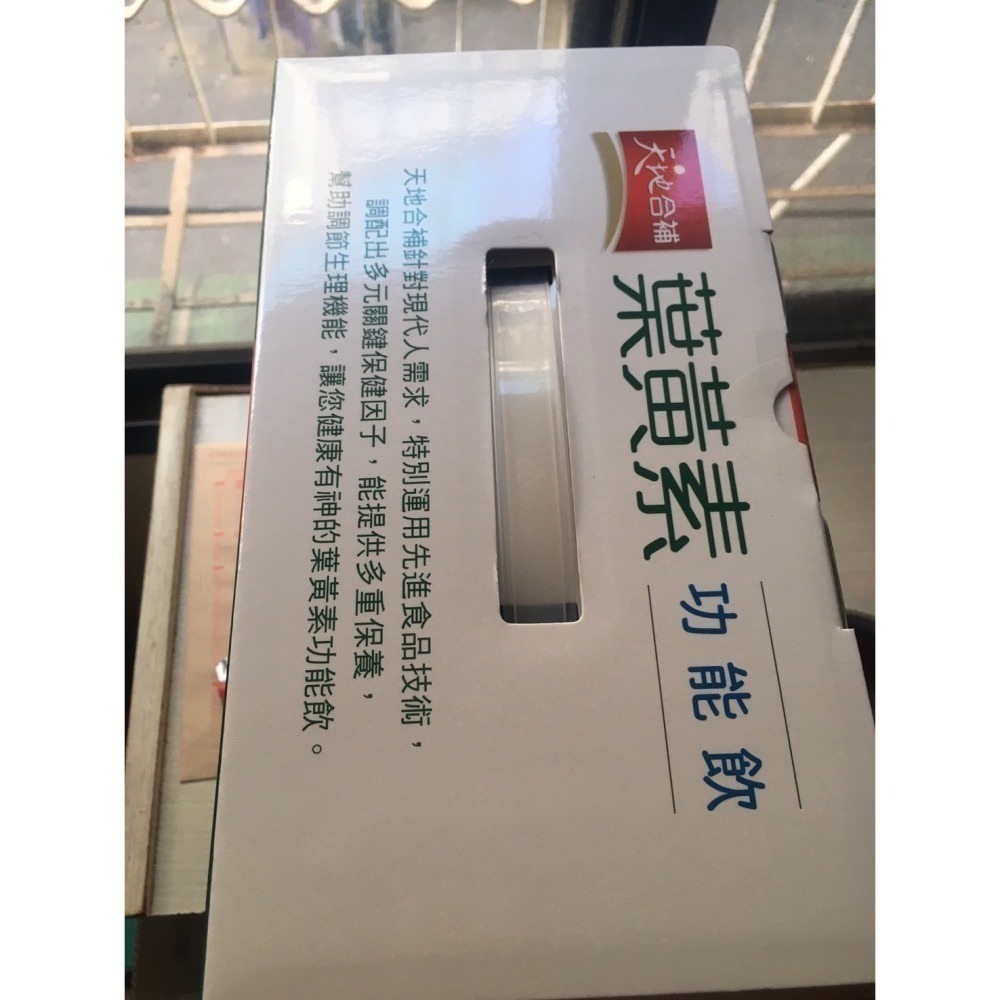 天地合補
葉黃素
功能飲
天地合補針對現代人需求，特別運用先進食品技術，
調配出多元關鍵保健因子，能提供多重保養，
幫助調節生理機能，讓您健康有神的葉黃素功能飲。